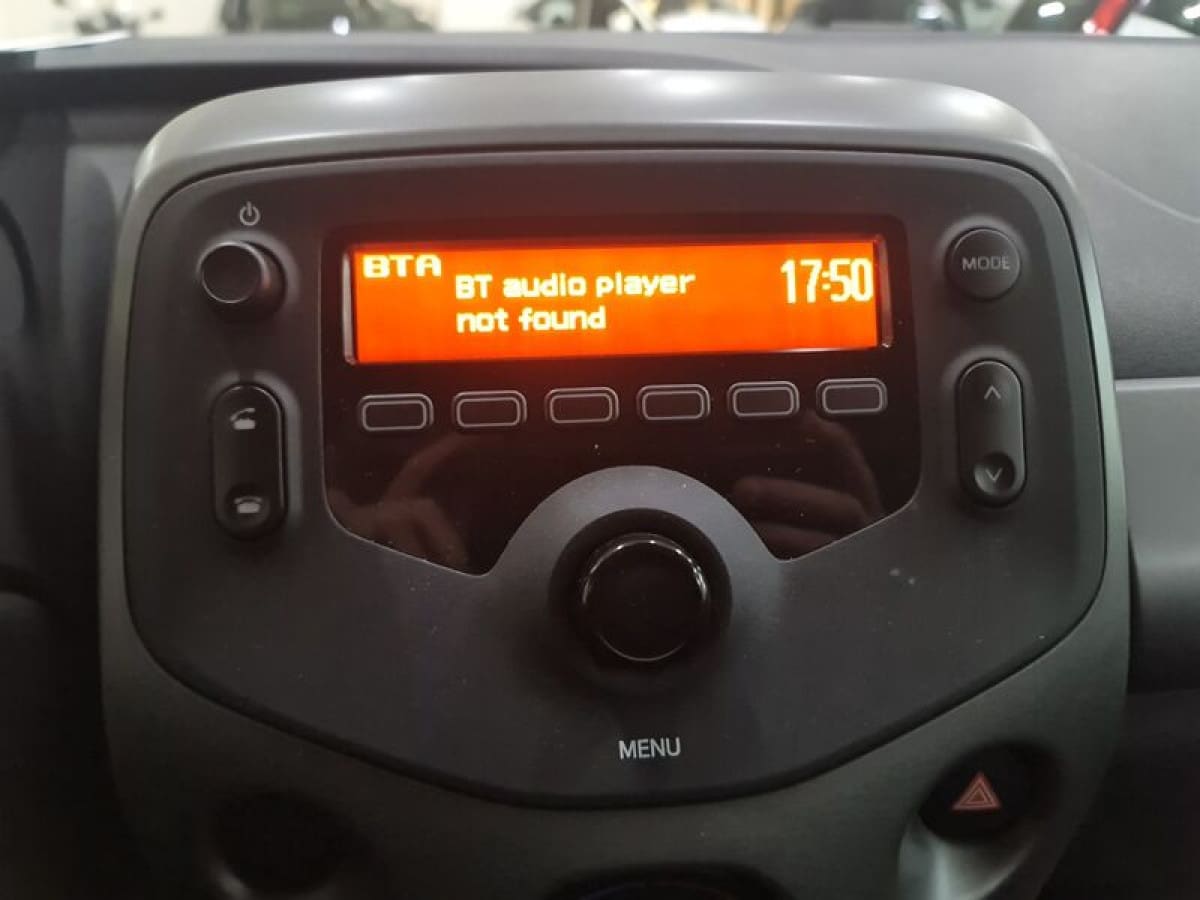 BTA
BT audio player
not found
17:50
MODE
MENU